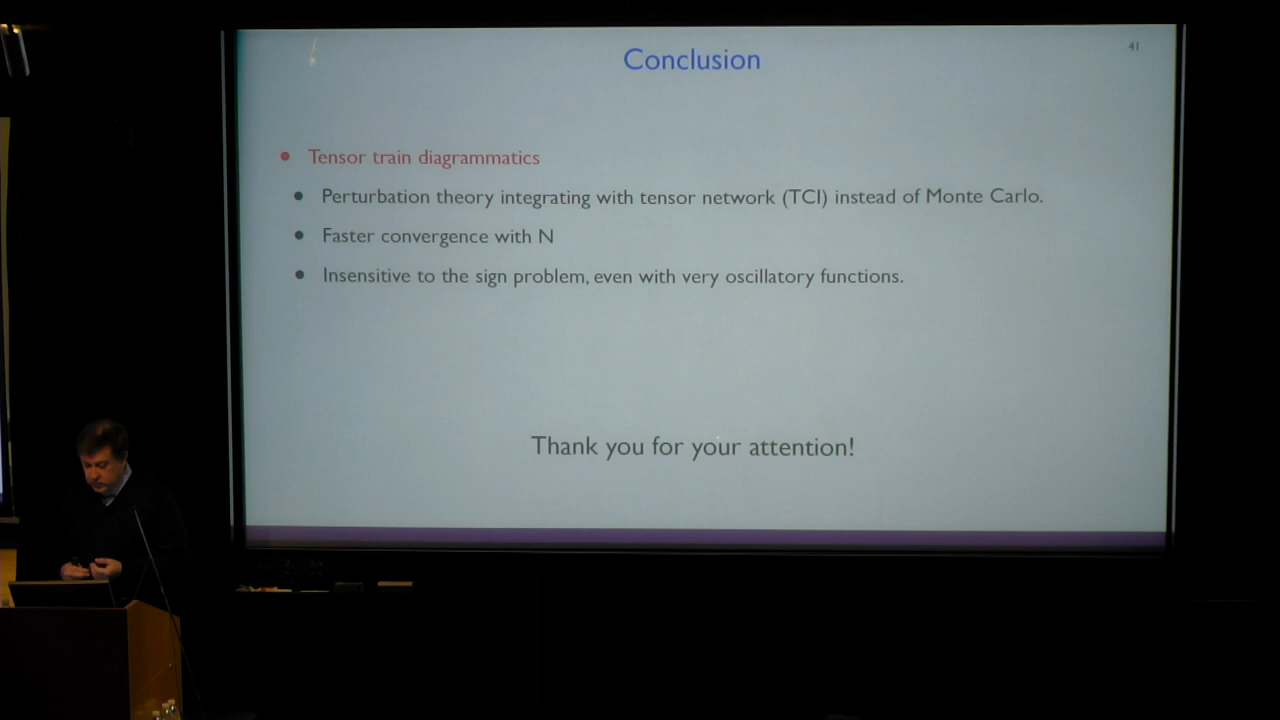 Conclusion
41
• Tensor train diagrammatics
• Perturbation theory integrating with tensor network (TCI) instead of Monte Carlo.
• Faster convergence with N
• Insensitive to the sign problem, even with very oscillatory functions.
Thank you for your attention!